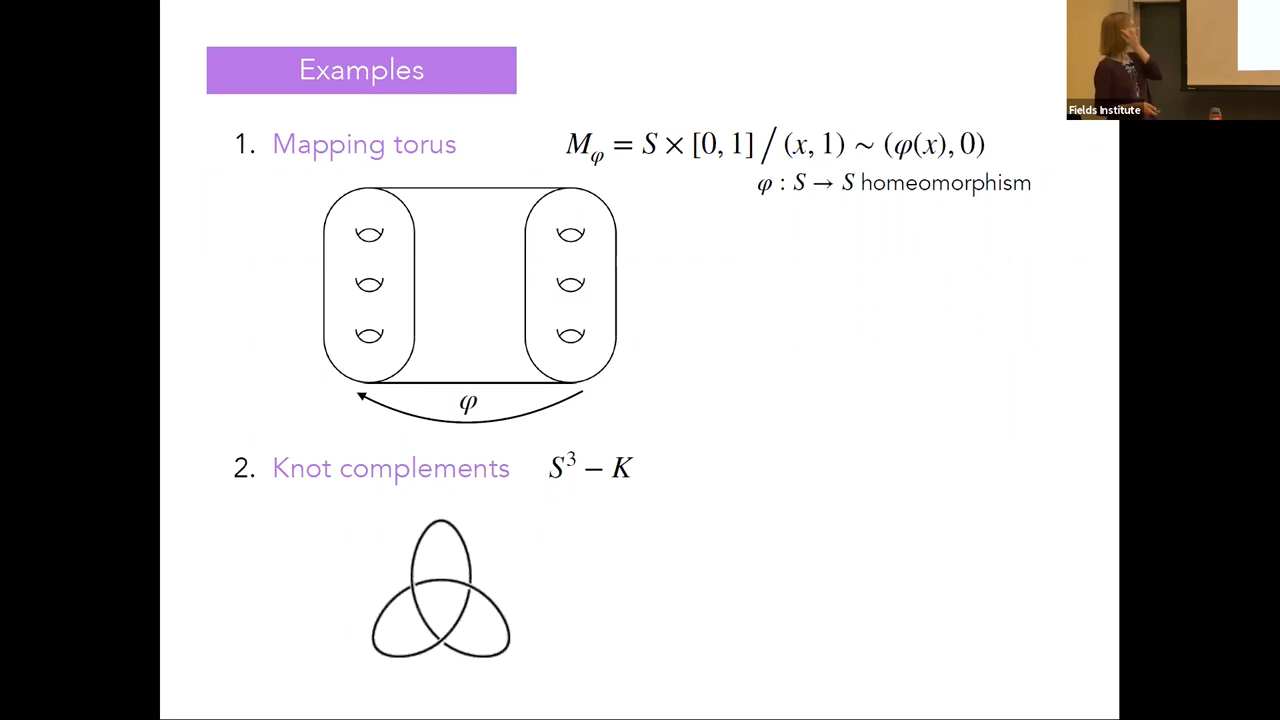 Examples
Fields Institute
1. Mapping torus M_φ = S × [0, 1] / (x, 1) ~ (φ(x), 0)
φ : S → S homeomorphism
φ
2. Knot complements S³ – K